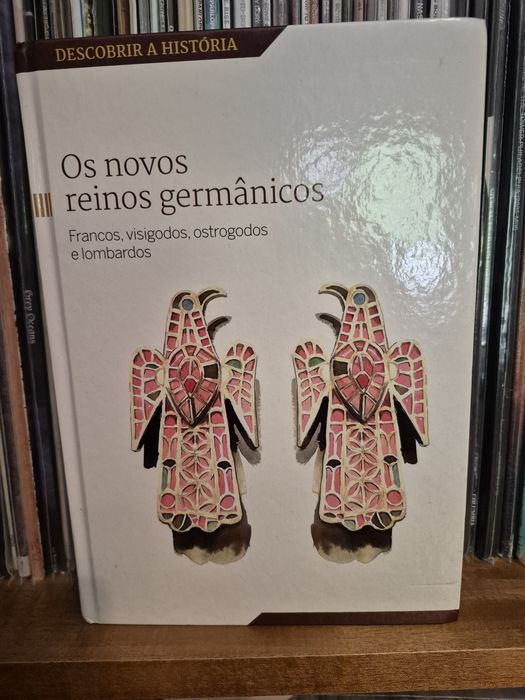 DESCOBRIR A HISTÓRIA
Os novos
reinos germânicos
Francos, visigodos, ostrogodos
e lombardos